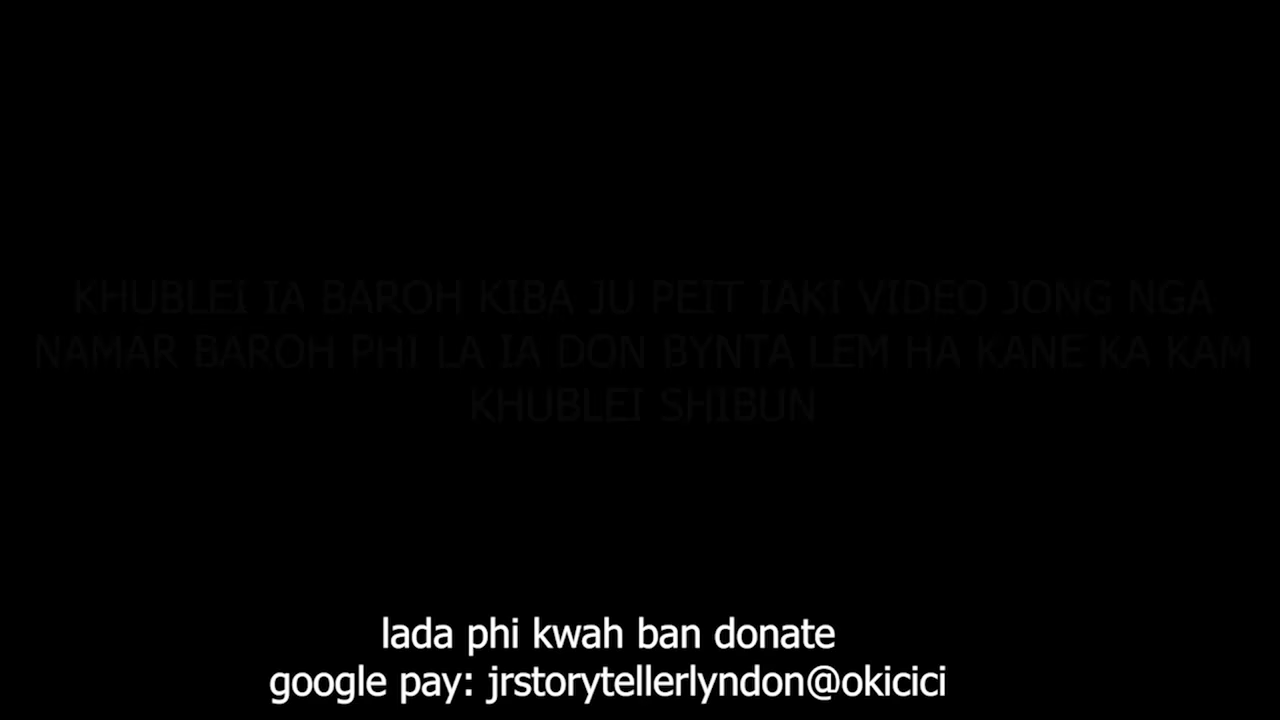 KHUBLEI IA BAROH KIBA JU PEIT IAKI VIDEO JONG NGA
NAMAR BAROH PHI LA IA DON BYNTA LEM HA KANE KA KAM
KHUBLEI SHIBUN
lada phi kwah ban donate
google pay: jrstorytellerlyndon@okicici